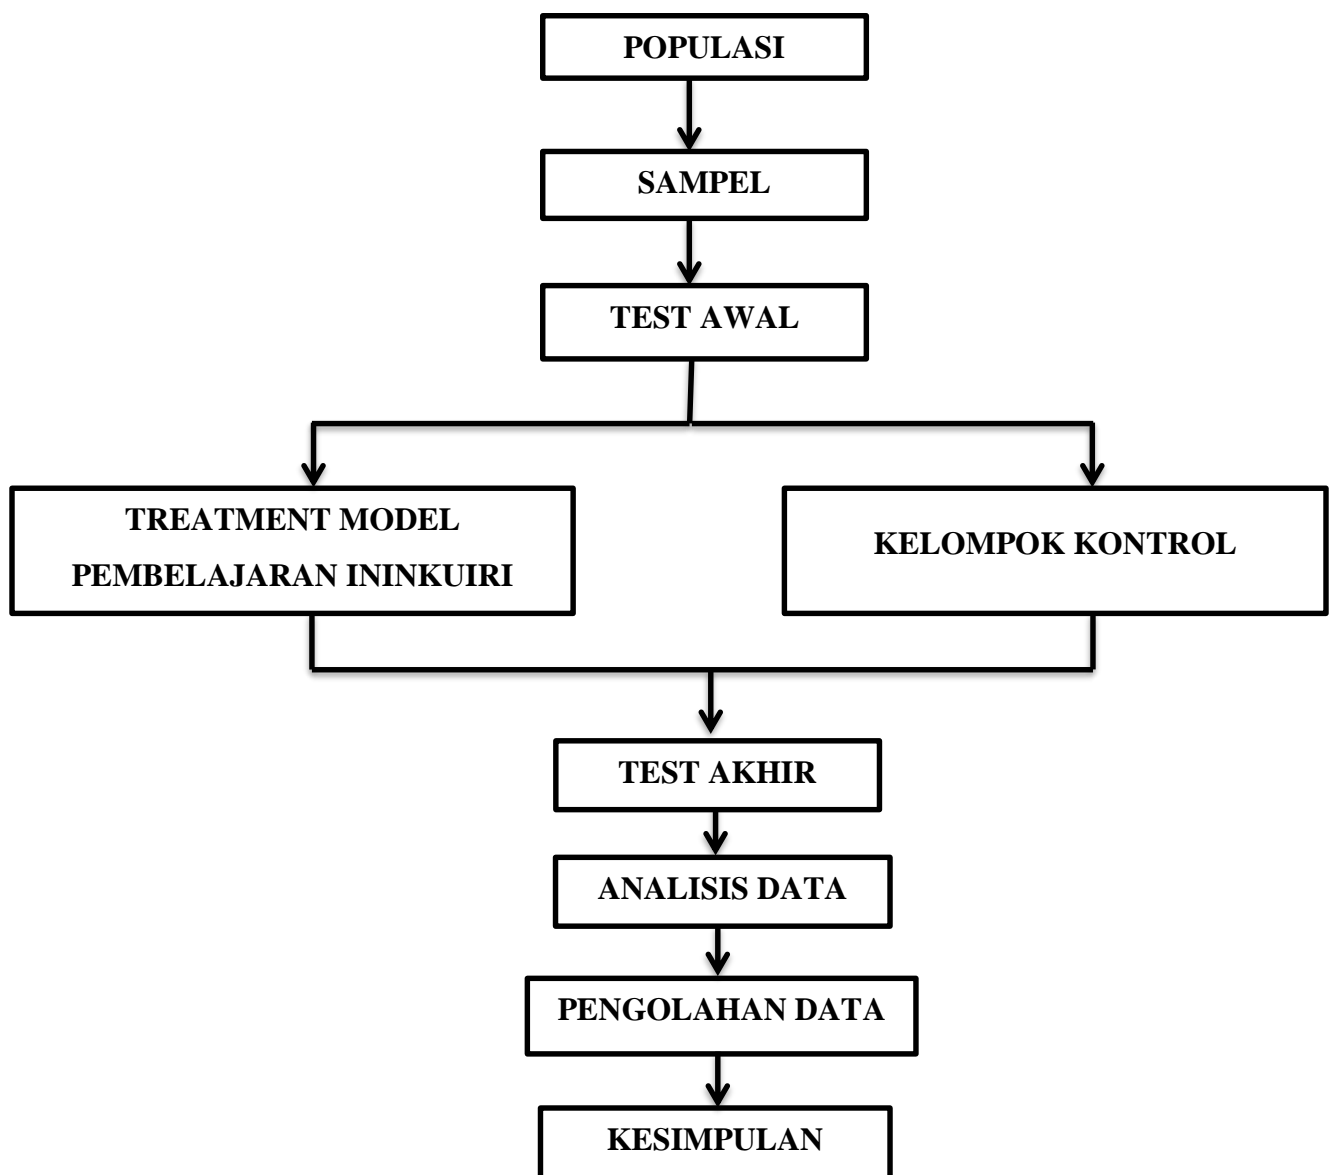 POPULASI
SAMPEL
TEST AWAL
TREATMENT MODEL
PEMBELAJARAN ININKUIRI
KELOMPOK KONTROL
TEST AKHIR
ANALISIS DATA
PENGOLAHAN DATA
KESIMPULAN